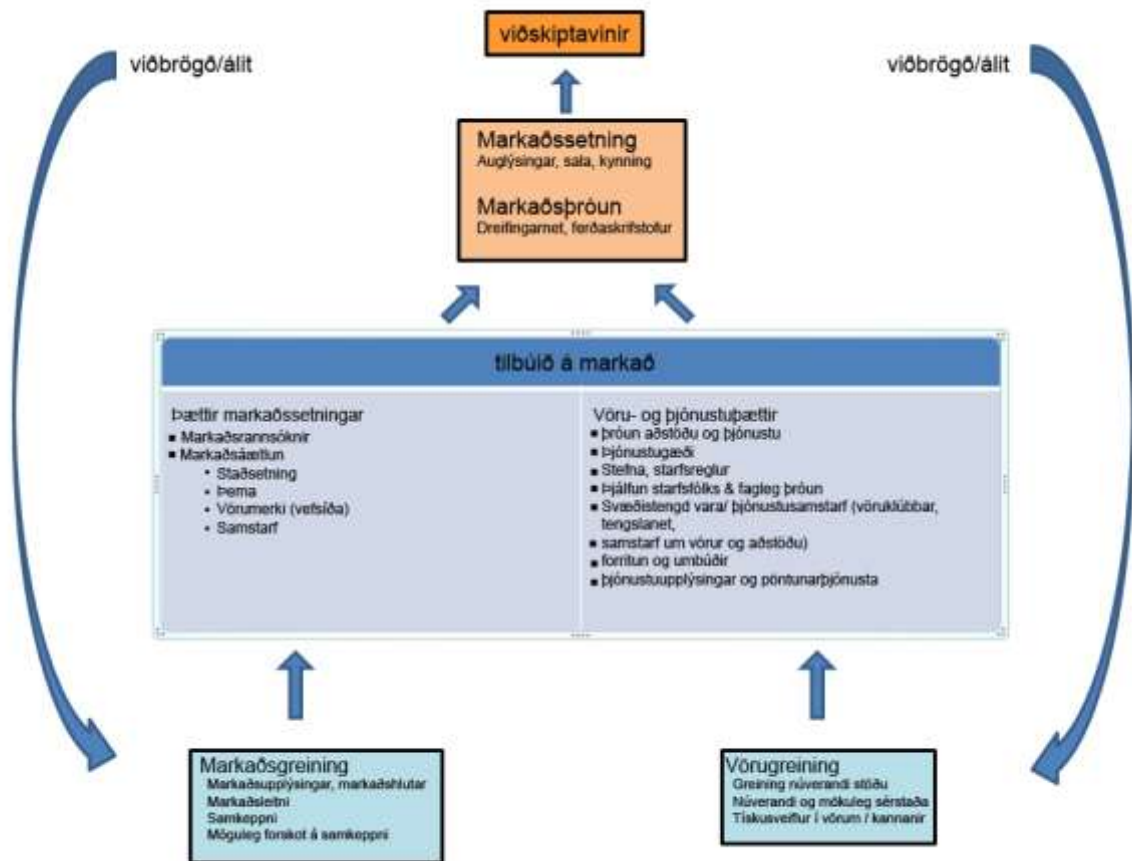 viðskiptavinir
viðbrögð/álit
viðbrögð/álit
Markaðssetning
Auglýsingar, sala, kynning
Markaðsþróun
Dreifingarnet, ferðaskrifstofur
tilbúið á markað
Þættir markaðssetningar
▪ Markaðsrannsóknir
▪ Markaðsáætlun
• Staðsetning
• Þema
• Vörumerki (vefsíða)
• Samstarf
Vöru- og þjónustuþættir
▪ þróun aðstöðu og þjónustu
▪ Þjónustugæði
▪ Stefna, starfsreglur
▪ Þjálfun starfsfólks & fagleg þróun
▪ Svæðistengd vara/ þjónustusamstarf (vöruklúbbar,
tengslanet,
▪ samstarf um vörur og aðstöðu)
▪ forritun og umbúðir
▪ þjónustuupplýsingar og pöntunarþjónusta
Markaðsgreining
Markaðsupplýsingar, markaðshlutar
Markaðsleitni
Samkeppni
Möguleg forskot á samkeppni
Vörugreining
Greining núverandi stöðu
Núverandi og mökuleg sérstaða
Tískusveiflur í vörum / kannanir